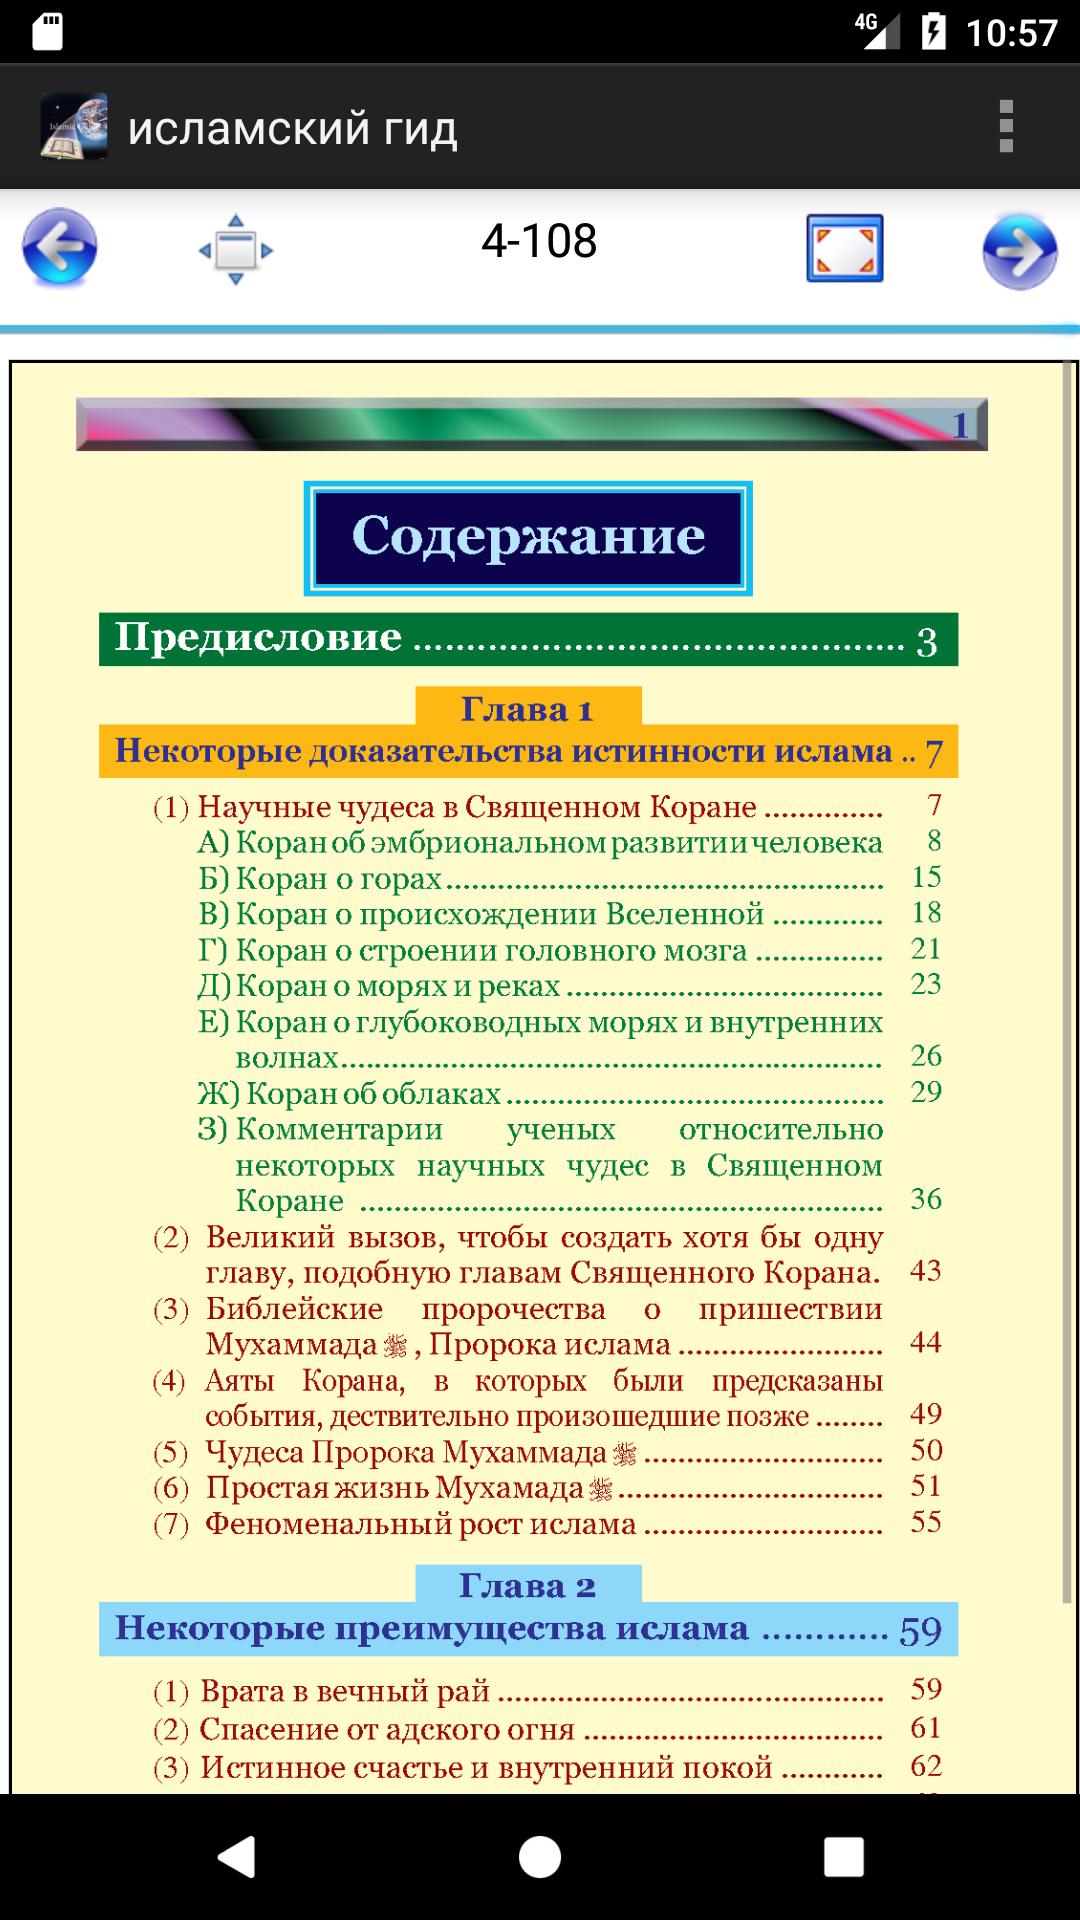 4G 10:57
исламский гид
4-108
1
Содержание
Предисловие .............................................. 3
Глава 1
Некоторые доказательства истинности ислама .. 7
(1) Научные чудеса в Священном Коране .............. 7
А) Коран об эмбриональном развитии человека 8
Б) Коран о горах................................................... 15
В) Коран о происхождении Вселенной ............. 18
Г) Коран о строении головного мозга ............... 21
Д) Коран о морях и реках ..................................... 23
Е) Коран о глубоководных морях и внутренних
волнах............................................................... 26
Ж) Коран об облаках ............................................ 29
З) Комментарии ученых относительно
некоторых научных чудес в Священном
Коране ............................................................. 36
(2) Великий вызов, чтобы создать хотя бы одну
главу, подобную главам Священного Корана. 43
(3) Библейские пророчества о пришествии
Мухаммада ﷺ , Пророка ислама ........................ 44
(4) Аяты Корана, в которых были предсказаны
события, дествительно произошедшие позже ........ 49
(5) Чудеса Пророка Мухаммада ﷺ ............................ 50
(6) Простая жизнь Мухамада ﷺ............................... 51
(7) Феноменальный рост ислама ............................ 55
Глава 2
Некоторые преимущества ислама ............ 59
(1) Врата в вечный рай ............................................. 59
(2) Спасение от адского огня ................................... 61
(3) Истинное счастье и внутренний покой ............ 62